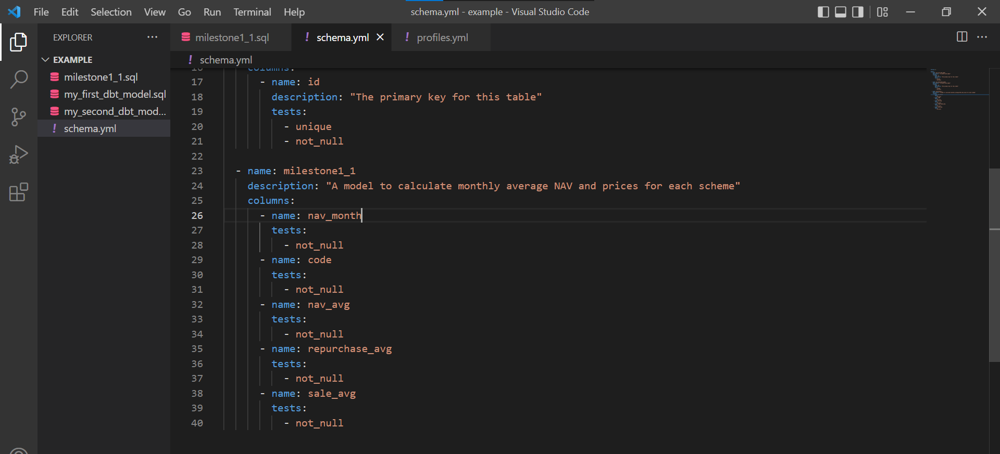 File Edit Selection View Go Run Terminal Help
schema.yml - example - Visual Studio Code
EXPLORER
milestone1_1.sql
schema.yml
profiles.yml
EXAMPLE
milestone1_1.sql
my_first_dbt_model.sql
my_second_dbt_mod...
schema.yml
schema.yml
16 columns:
17 - name: id
18 description: "The primary key for this table"
19 tests:
20 - unique
21 - not_null
22
23 - name: milestone1_1
24 description: "A model to calculate monthly average NAV and prices for each scheme"
25 columns:
26 - name: nav_month
27 tests:
28 - not_null
29 - name: code
30 tests:
31 - not_null
32 - name: nav_avg
33 tests:
34 - not_null
35 - name: repurchase_avg
36 tests:
37 - not_null
38 - name: sale_avg
39 tests:
40 - not_null